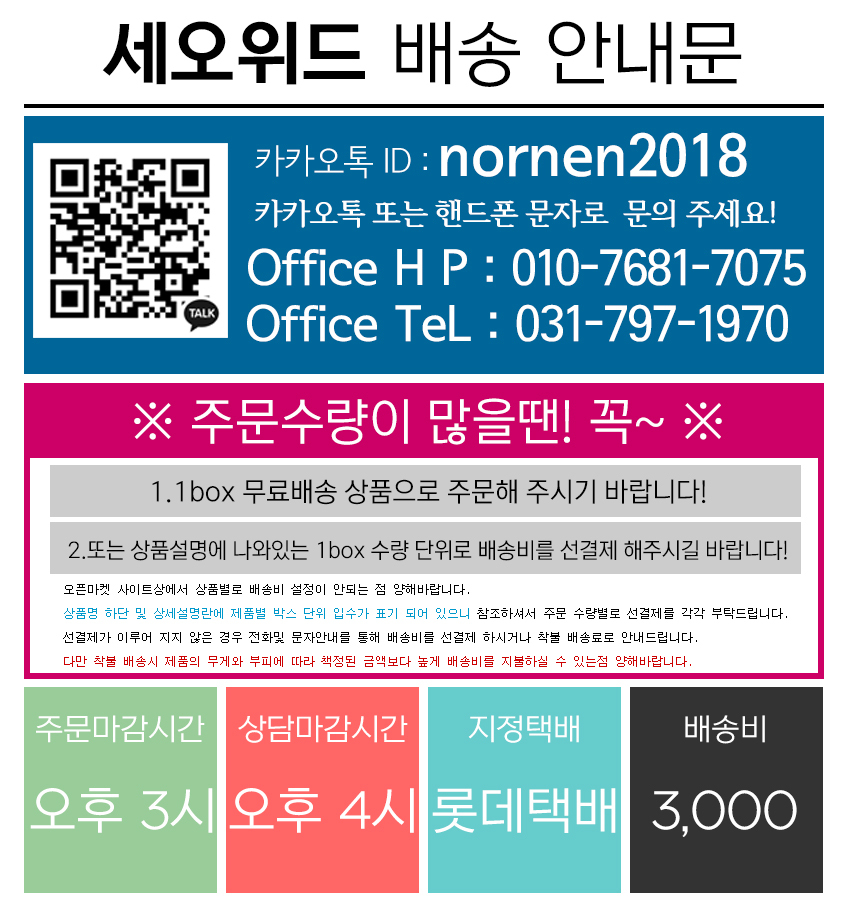 세오위드 배송 안내문
카카오톡 ID : nornen2018
카카오톡 또는 핸드폰 문자로 문의 주세요!
Office H P : 010-7681-7075
TALK
Office TeL : 031-797-1970
※ 주문수량이 많을땐! 꼭~ ※
1.1box 무료배송 상품으로 주문해 주시기 바랍니다!
2.또는 상품설명에 나와있는 1box 수량 단위로 배송비를 선결제 해주시길 바랍니다!
오픈마켓 사이트상에서 상품별로 배송비 설정이 안되는 점 양해바랍니다.
상품명 하단 및 상세설명란에 제품별 박스 단위 입수가 표기 되어 있으니 참조하셔서 주문 수량별로 선결제를 각각 부탁드립니다.
선결제가 이루어 지지 않은 경우 전화및 문자안내를 통해 배송비를 선결제 하시거나 착불 배송료로 안내드립니다.
다만 착불 배송시 제품의 무게와 부피에 따라 책정된 금액보다 높게 배송비를 지불하실 수 있는점 양해바랍니다.
주문마감시간
오후 3시
상담마감시간
오후 4시
지정택배
롯데택배
배송비
3,000